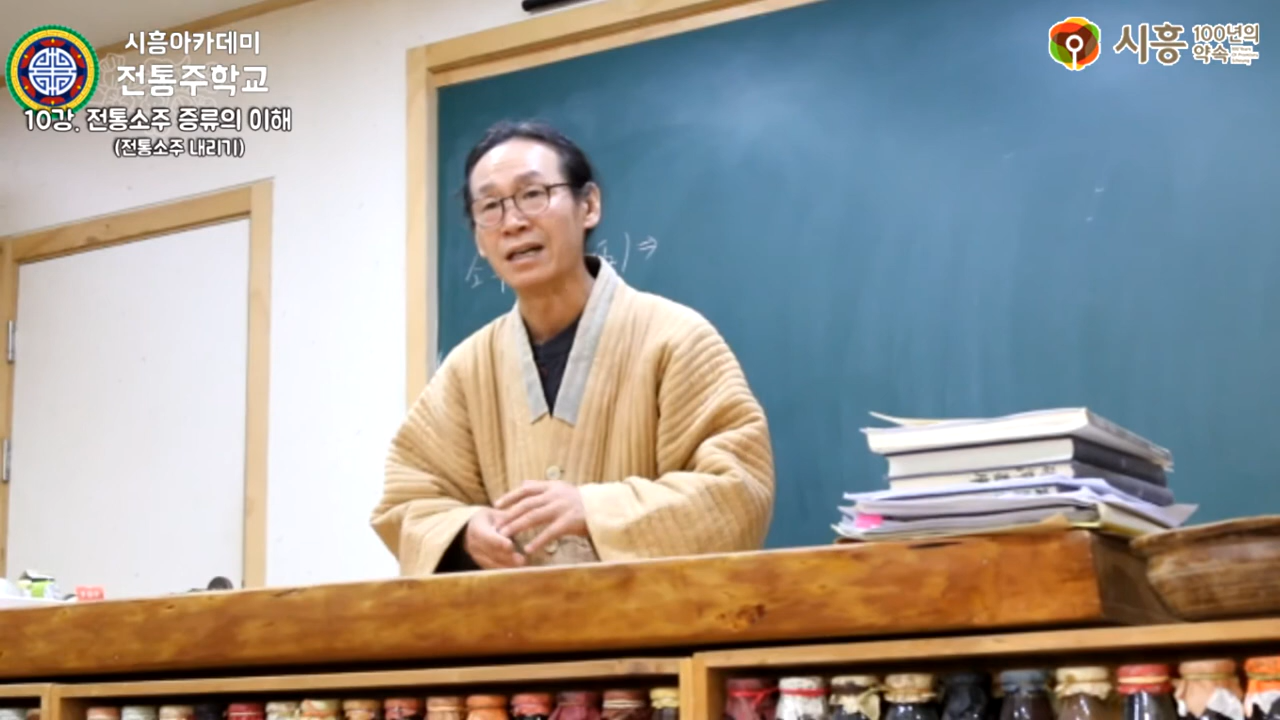 시흥아카데미
전통주학교
10강. 전통소주 증류의 이해
(전통소주 내리기)
시흥 100년의
약속